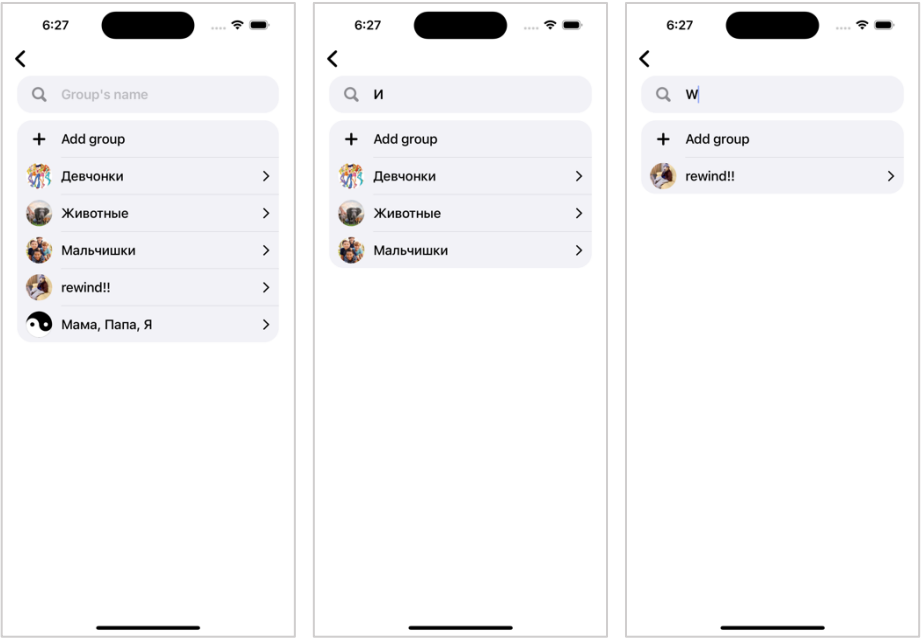 6:27
Group's name
Add group
Девчонки
Животные
Мальчишки
rewind!!
Мама, Папа, Я
6:27
И
Add group
Девчонки
Животные
Мальчишки
6:27
W
Add group
rewind!!